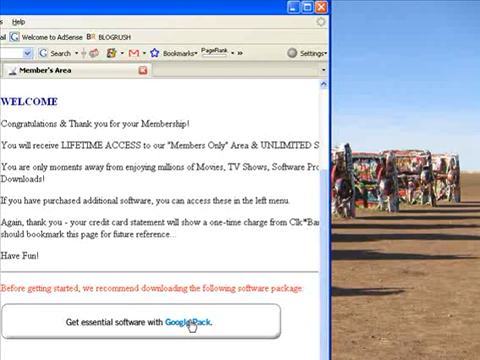 s Help
ail G Welcome to AdSense BR BLOGRUSH
G Search Bookmarks PageRank » Settings
Member's Area
WELCOME
Congratulations & Thank you for your Membership!
You will receive LIFETIME ACCESS to our "Members Only" Area & UNLIMITED S
You are only moments away from enjoying millions of Movies, TV Shows, Software Pro
Downloads!
If you have purchased additional software, you can access these in the left menu.
Again, thank you - your credit card statement will show a one-time charge from Clk*Ba
should bookmark this page for future reference...
Have Fun!
Before getting started, we recommend downloading the following software package:
Get essential software with Google Pack.